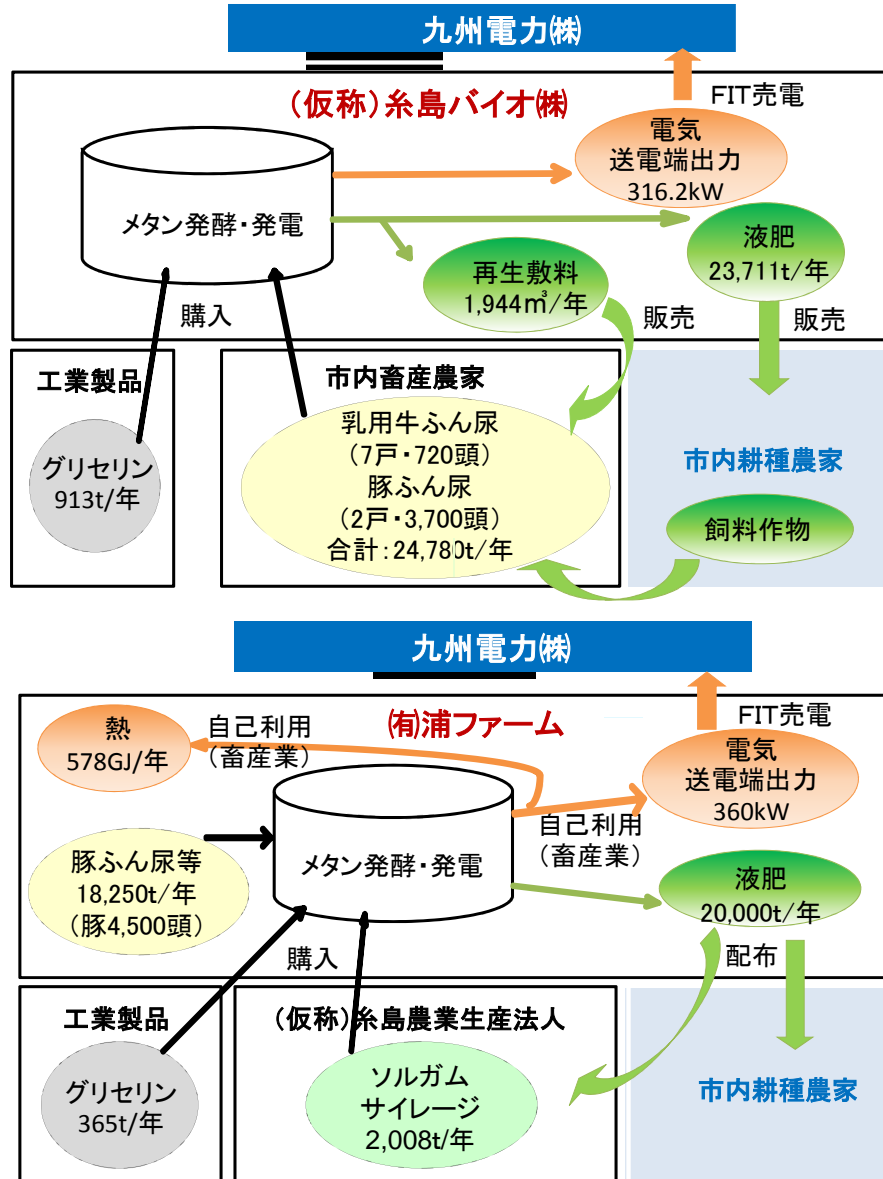 九州電力㈱
（仮称）糸島バイオ㈱
FIT売電
電気
送電端出力
316.2kW
メタン発酵・発電
液肥
23,711t/年
再生敷料
1,944㎥/年
購入
販売
販売
工業製品
市内畜産農家
グリセリン
913t/年
乳用牛ふん尿
（7戸・720頭）
豚ふん尿
（2戸・3,700頭）
合計：24,780t/年
市内耕種農家
飼料作物
九州電力㈱
㈲浦ファーム
FIT売電
熱
578GJ/年
自己利用
（畜産業）
電気
送電端出力
360kW
自己利用
（畜産業）
メタン発酵・発電
豚ふん尿等
18,250t/年
（豚4,500頭）
液肥
20,000t/年
購入
配布
工業製品
（仮称）糸島農業生産法人
グリセリン
365t/年
ソルガム
サイレージ
2,008t/年
市内耕種農家